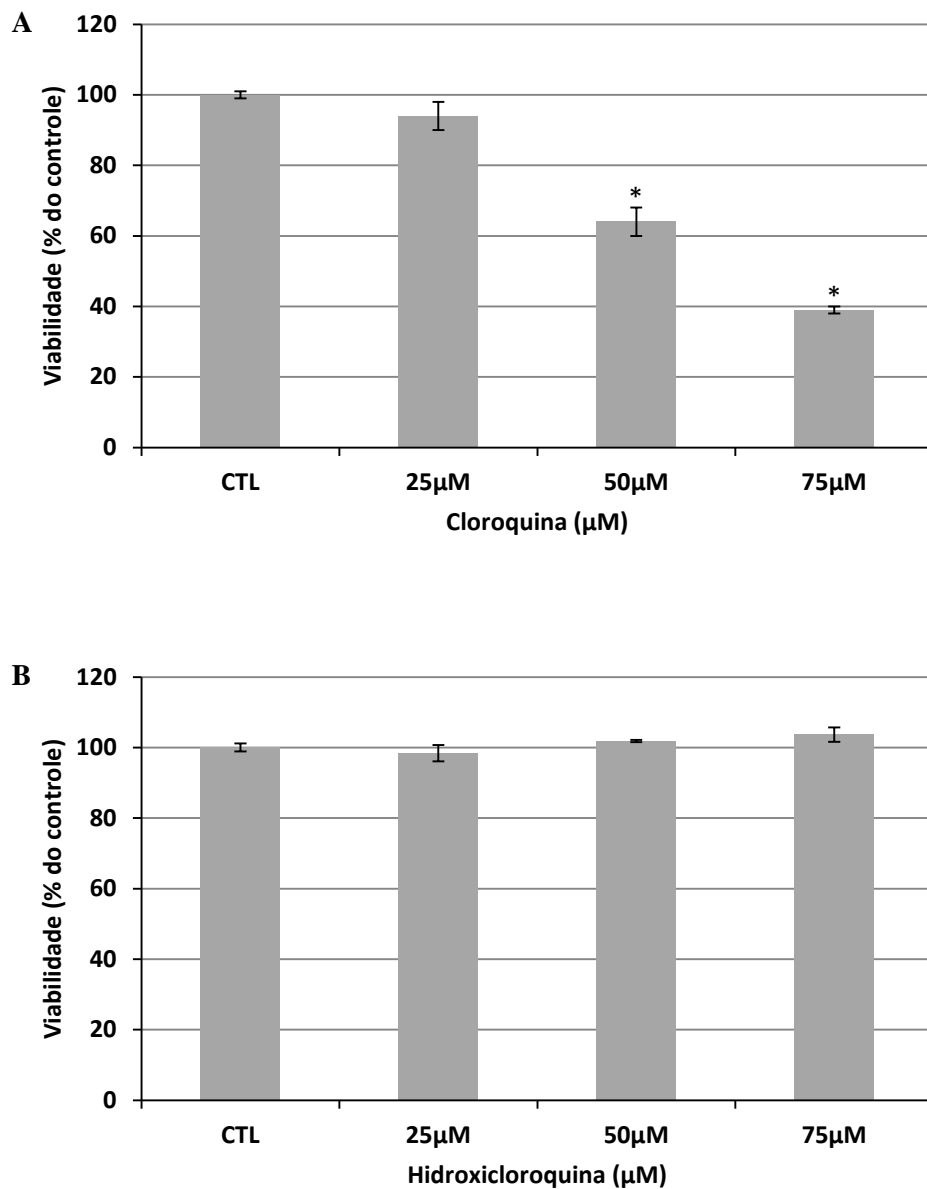 A
Viabilidade (% do controle)
120
100
80
60
40
20
0
*
*
CTL 25µM 50µM 75µM
Cloroquina (µM)
B
Viabilidade (% do controle)
120
100
80
60
40
20
0
CTL 25µM 50µM 75µM
Hidroxicloroquina (µM)